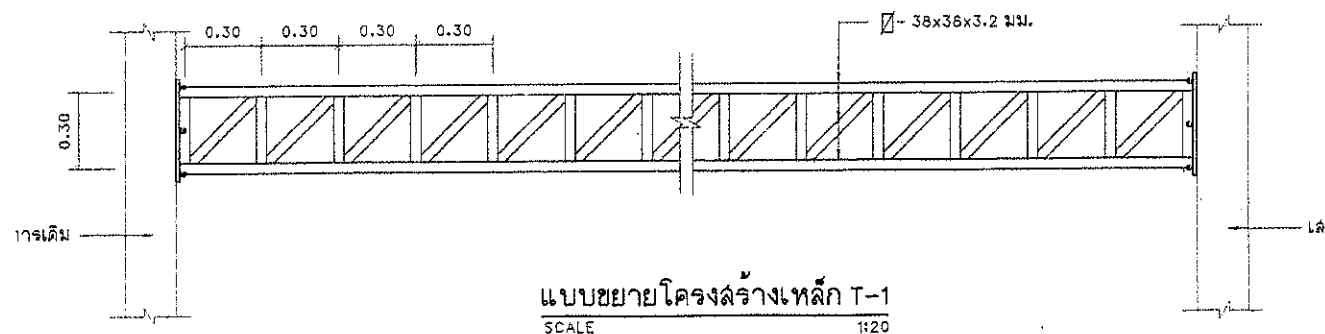 0.30 0.30 0.30 0.30
- 38x38x3.2 มม.
0.30
ารเดิม
เส
แบบขยายโครงสร้างเหล็ก T-1
SCALE 1:20